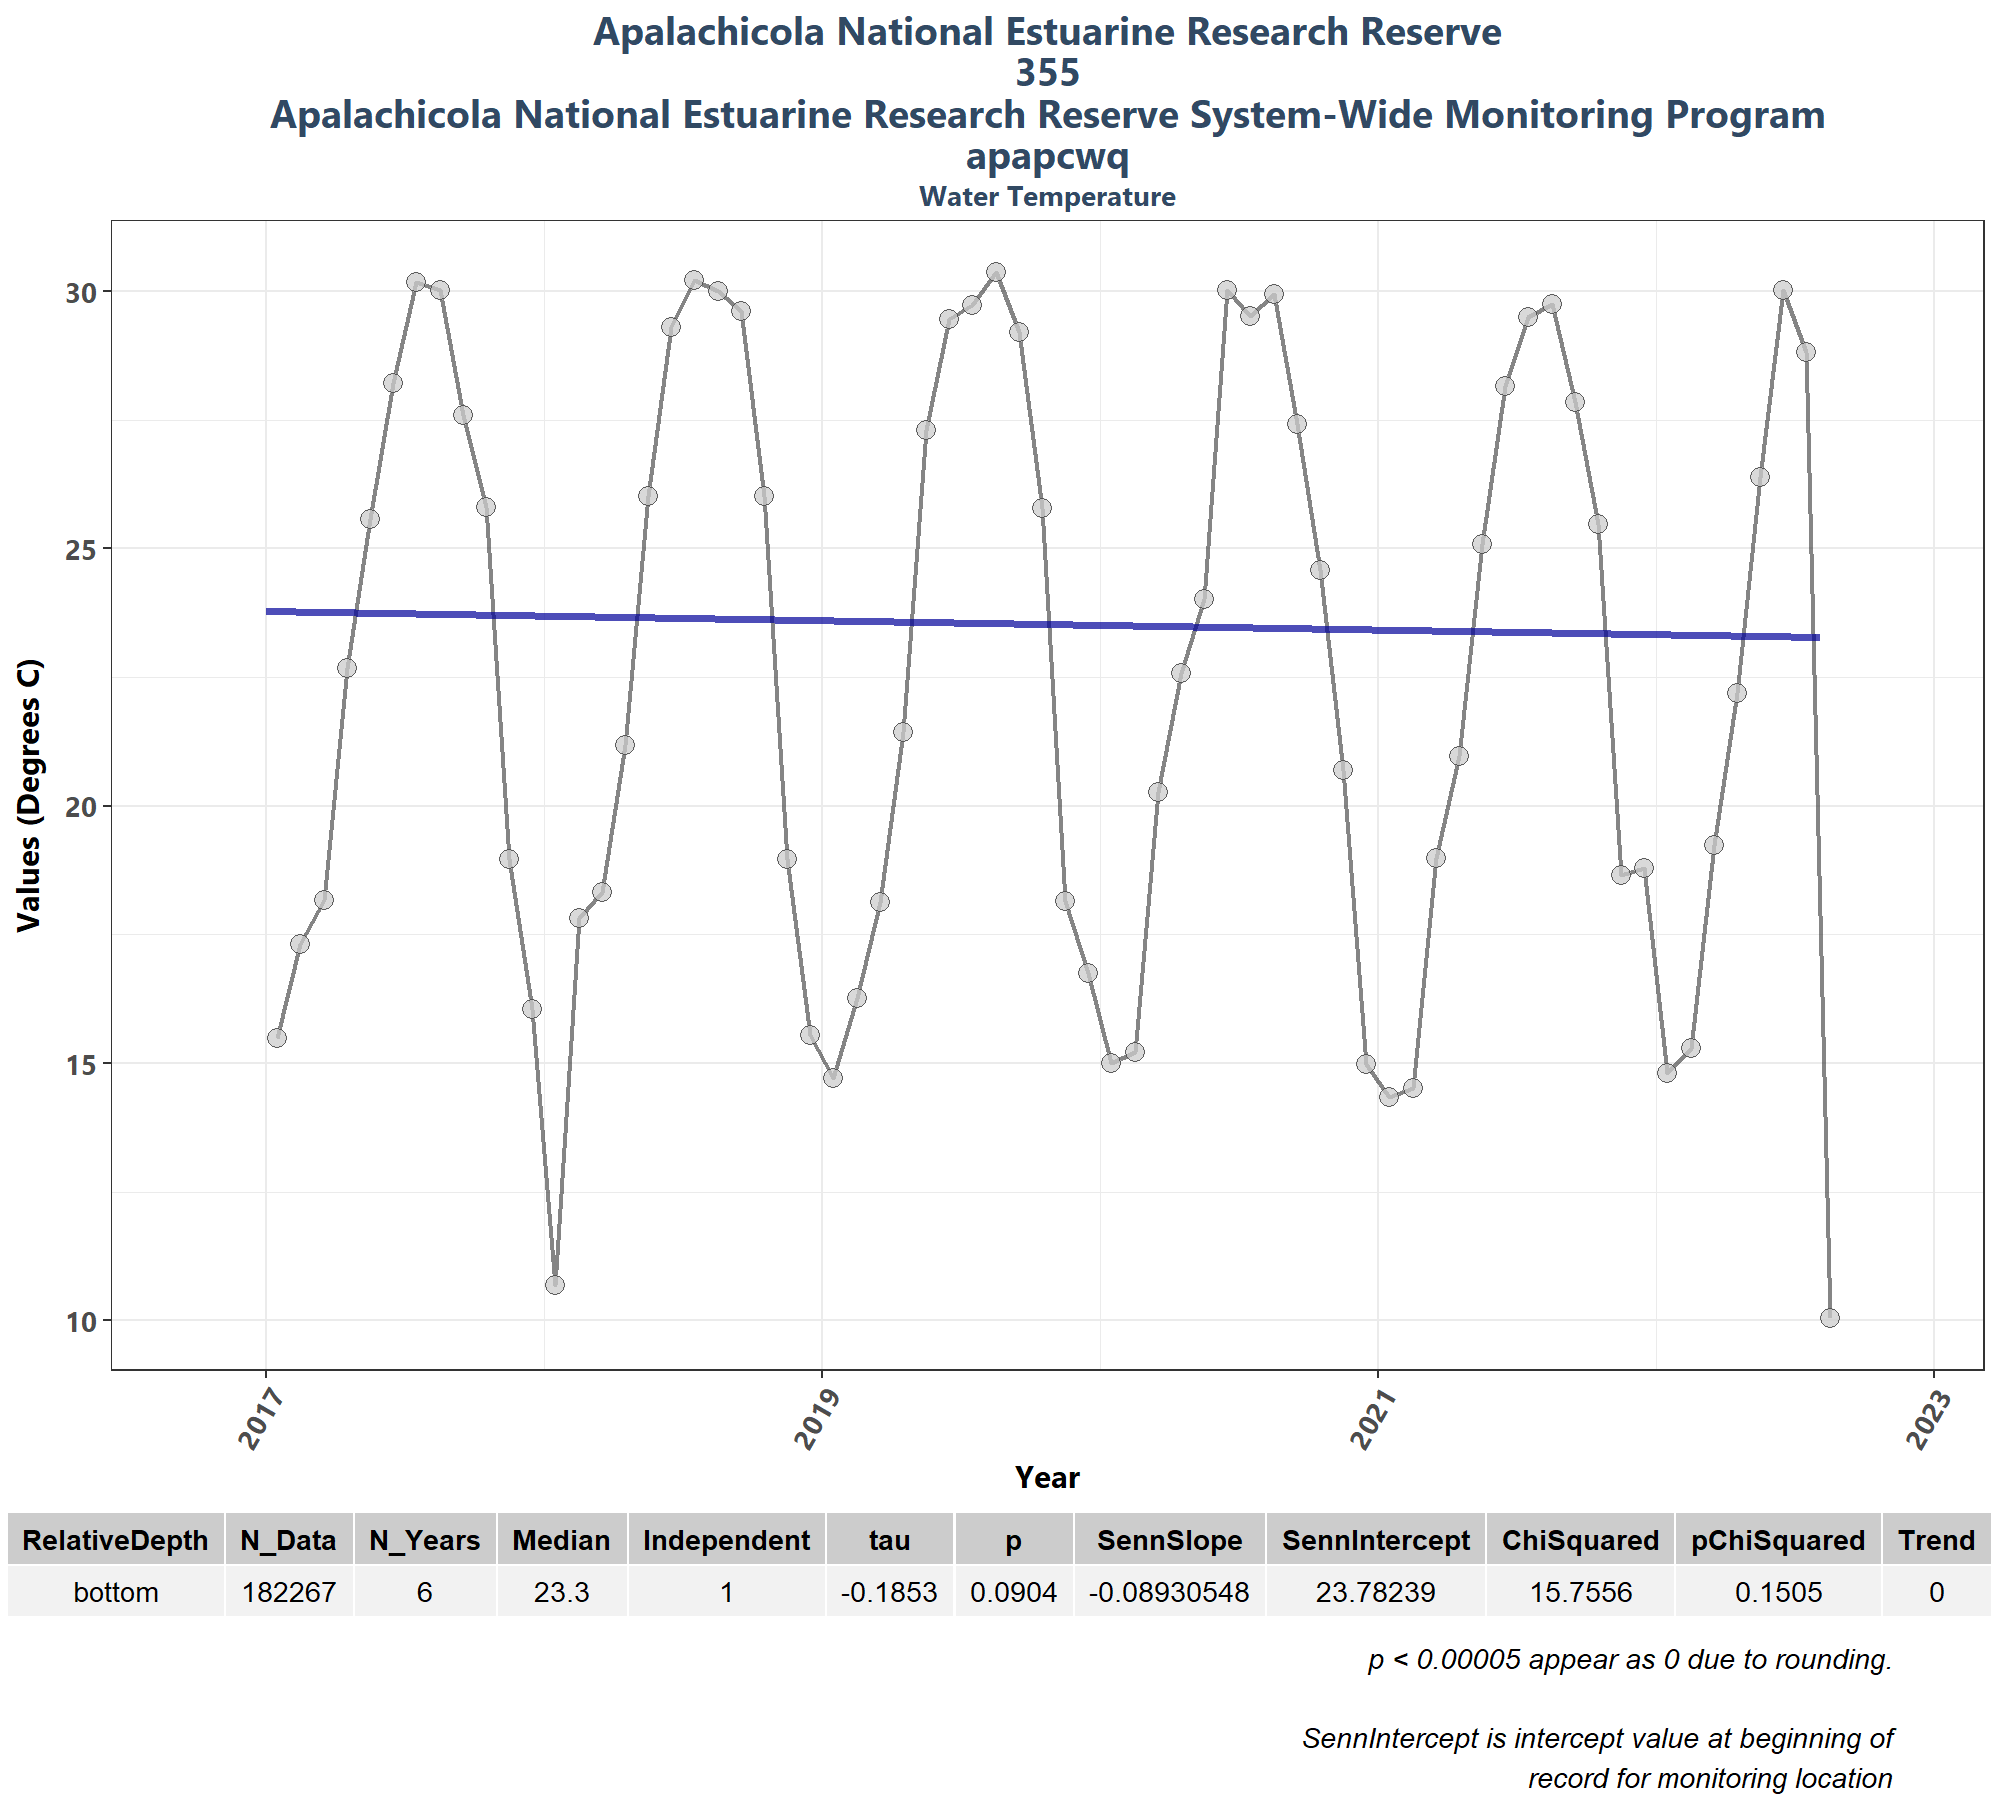 Apalachicola National Estuarine Research Reserve
355
Apalachicola National Estuarine Research Reserve System-Wide Monitoring Program
apapcwq
Water Temperature
Values (Degrees C)
30
25
20
15
10
2017
2019
2021
2023
Year
RelativeDepth N_Data N_Years Median Independent tau p SennSlope SennIntercept ChiSquared pChiSquared Trend
bottom 182267 6 23.3 1 -0.1853 0.0904 -0.08930548 23.78239 15.7556 0.1505 0
p < 0.00005 appear as 0 due to rounding.
SennIntercept is intercept value at beginning of
record for monitoring location